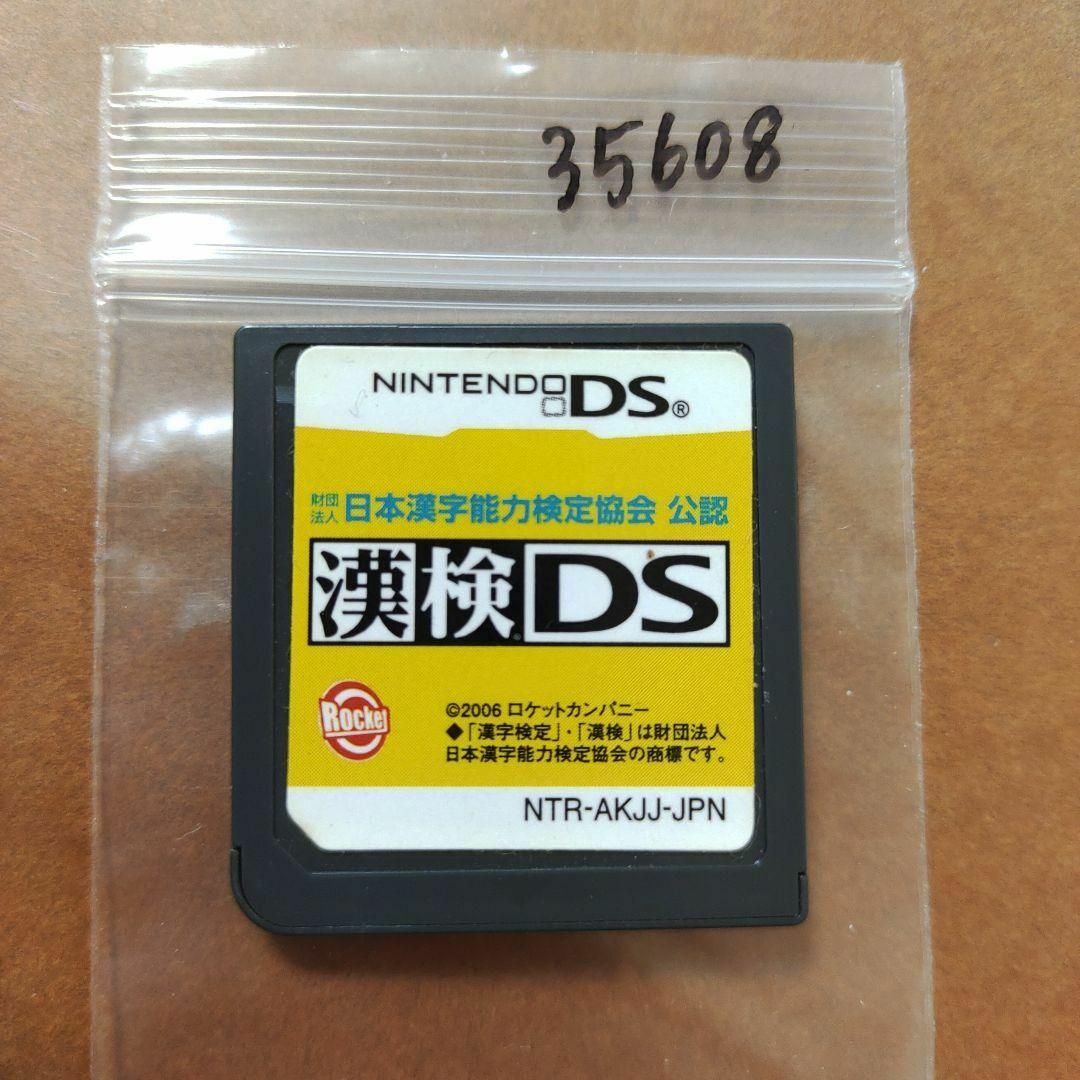 35608
NINTENDO DS®
財団法人 日本漢字能力検定協会 公認
漢検DS
Rocket
©2006 ロケットカンパニー
◆「漢字検定」・「漢検」は財団法人
日本漢字能力検定協会の商標です。
NTR-AKJJ-JPN